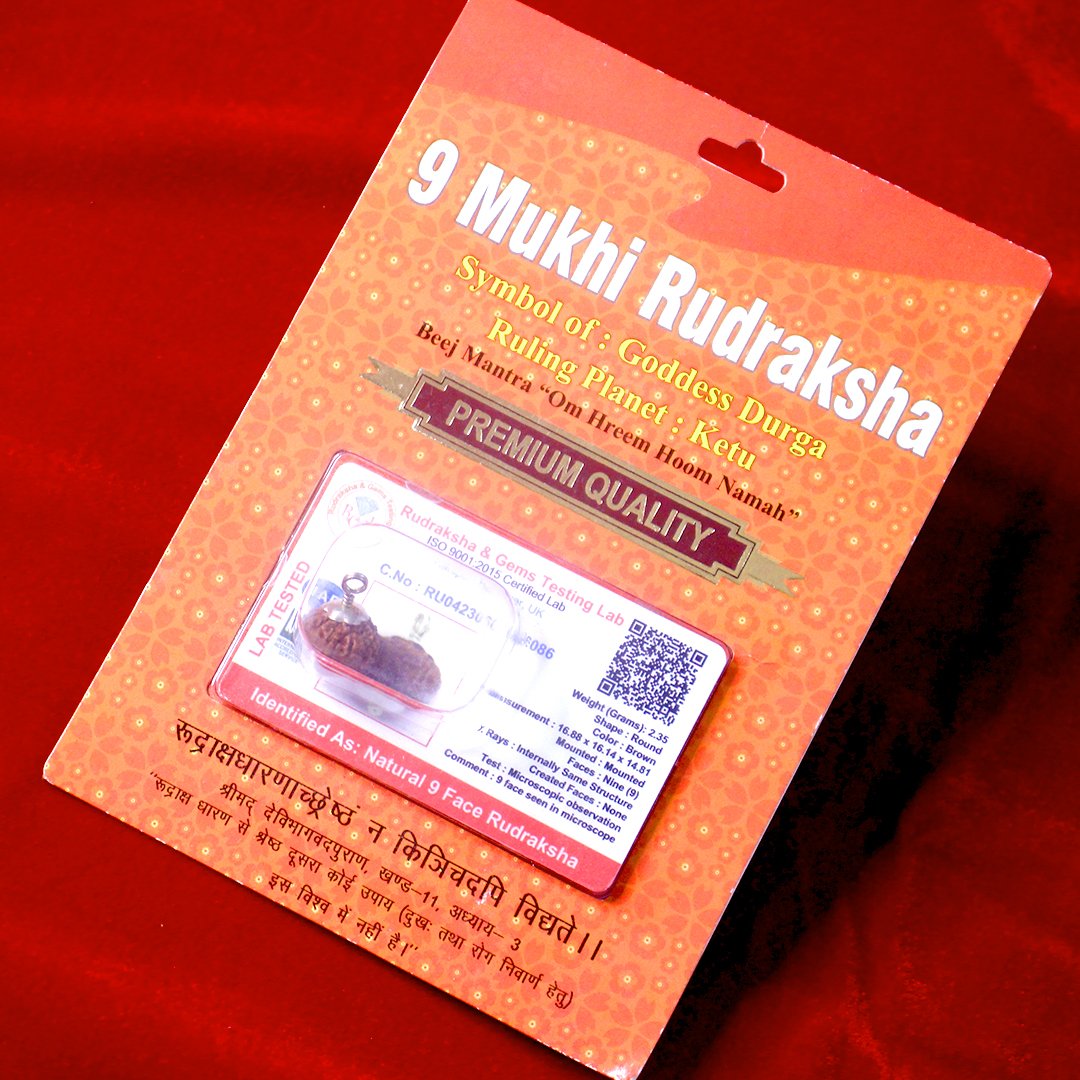 9 Mukhi Rudraksha
Symbol of : Goddess Durga
Ruling Planet : Ketu
Beej Mantra “Om Hreem Hoom Namah”
PREMIUM QUALITY
Rudraksha & Gems Testing Lab
ISO 9001:2015 Certified Lab
UK
C.No :
LAB TESTED
Weight (Grams): 2.35
Shape : Round
Color : Brown
: 16.88 x 16.14 x 14.81
Mounted : Mounted
Faces : Nine (9)
Rays : Internally Same Structure
Created Faces : None
Test : Microscopic observation
Comment : 9 face seen in microscope
Identified As: Natural 9 Face Rudraksha
रूद्राक्षधारणाच्छ्रेष्ठं न किञ्चिदपि विद्यते।।
श्रीमद् देविभागवदपुराण, खण्ड–11, अध्याय– 3
“रूद्राक्ष धारण से श्रेष्ठ दूसरा कोई उपाय (दुखः तथा रोग निवार्ण हेतु)
इस विश्व में नहीं है।”